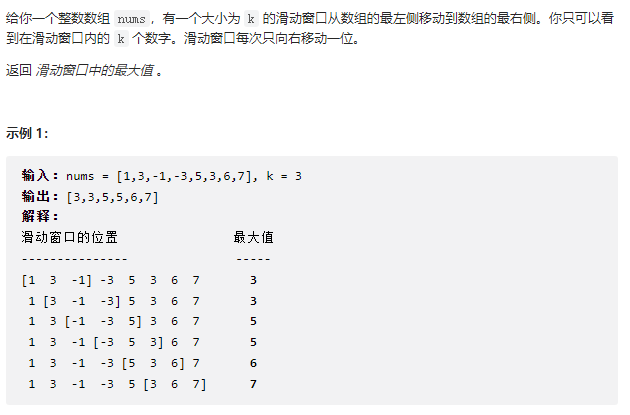 给你一个整数数组 nums，有一个大小为 k 的滑动窗口从数组的最左侧移动到数组的最右侧。你只可以看
到在滑动窗口内的 k 个数字。滑动窗口每次只向右移动一位。
返回 滑动窗口中的最大值 。
示例 1：
输入：nums = [1,3,-1,-3,5,3,6,7], k = 3
输出：[3,3,5,5,6,7]
解释：
滑动窗口的位置 最大值
--------------- -----
[1 3 -1] -3 5 3 6 7 3
1 [3 -1 -3] 5 3 6 7 3
1 3 [-1 -3 5] 3 6 7 5
1 3 -1 [-3 5 3] 6 7 5
1 3 -1 -3 [5 3 6] 7 6
1 3 -1 -3 5 [3 6 7] 7